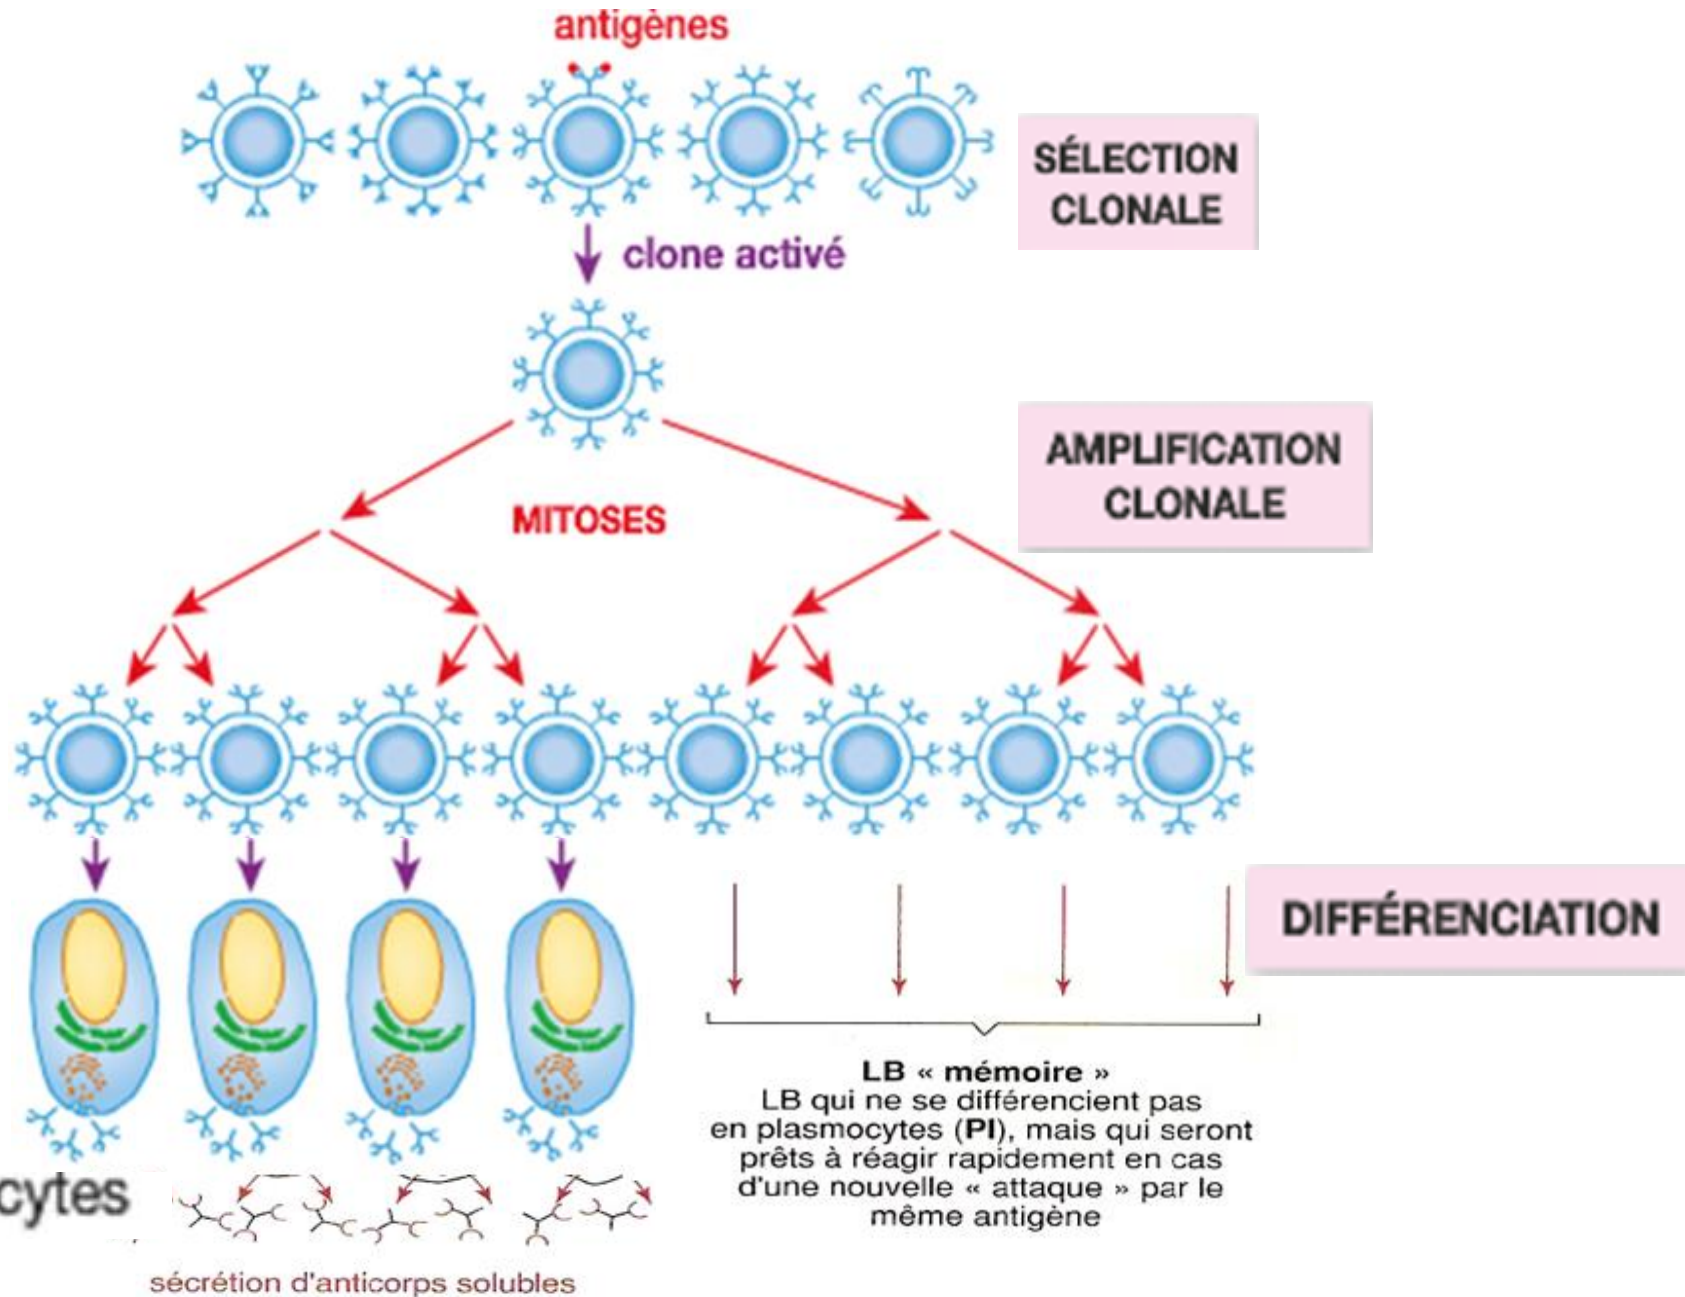 antigènes
SÉLECTION
CLONALE
clone activé
AMPLIFICATION
CLONALE
MITOSES
DIFFÉRENCIATION
LB « mémoire »
LB qui ne se différencient pas
en plasmocytes (PI), mais qui seront
prêts à réagir rapidement en cas
d'une nouvelle « attaque » par le
même antigène
cytes
sécrétion d'anticorps solubles